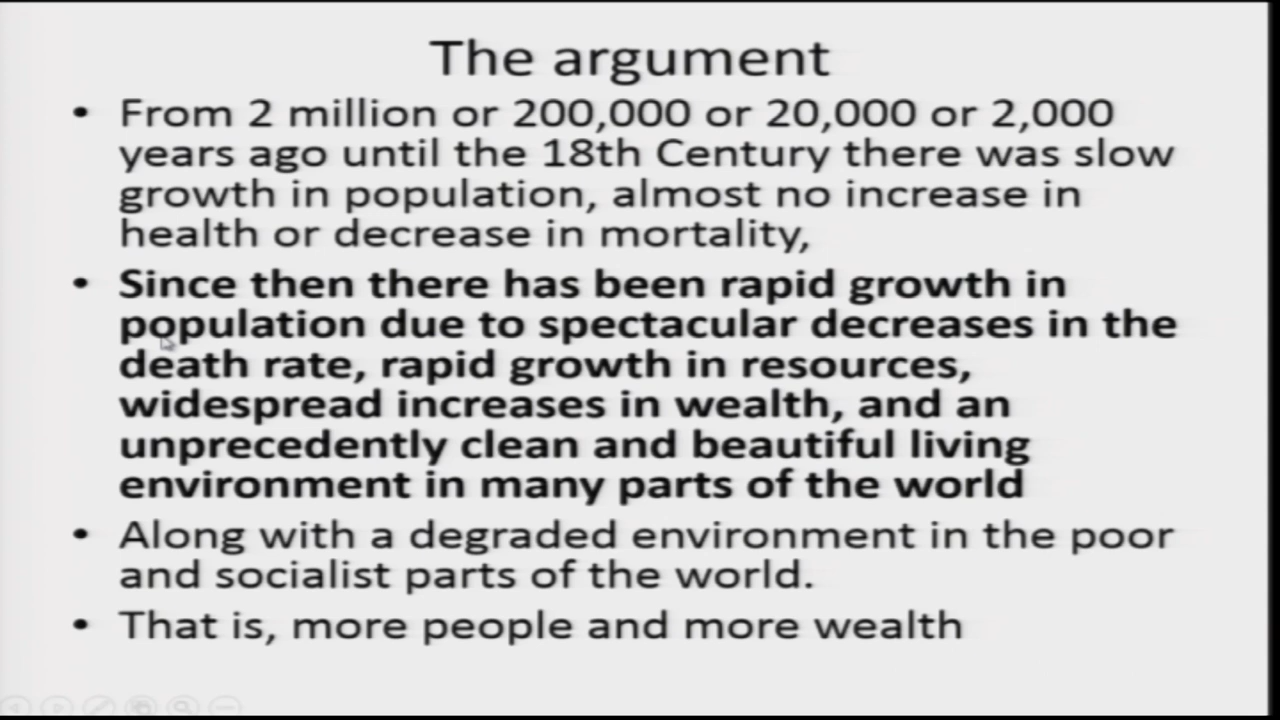 The argument
• From 2 million or 200,000 or 20,000 or 2,000
years ago until the 18th Century there was slow
growth in population, almost no increase in
health or decrease in mortality,
• Since then there has been rapid growth in
population due to spectacular decreases in the
death rate, rapid growth in resources,
widespread increases in wealth, and an
unprecedently clean and beautiful living
environment in many parts of the world
• Along with a degraded environment in the poor
and socialist parts of the world.
• That is, more people and more wealth